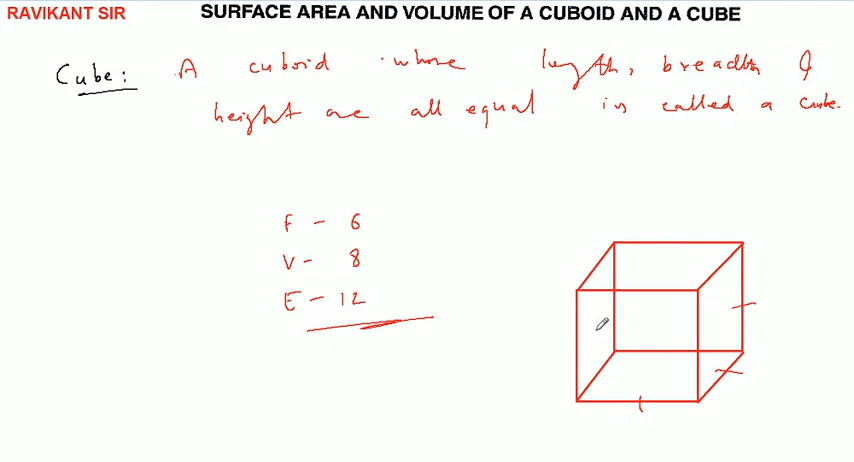 RAVIKANT SIR
SURFACE AREA AND VOLUME OF A CUBOID AND A CUBE
Cube: A cuboid whose length, breadth &
height are all equal is called a cube.
F - 6
V - 8
E - 12